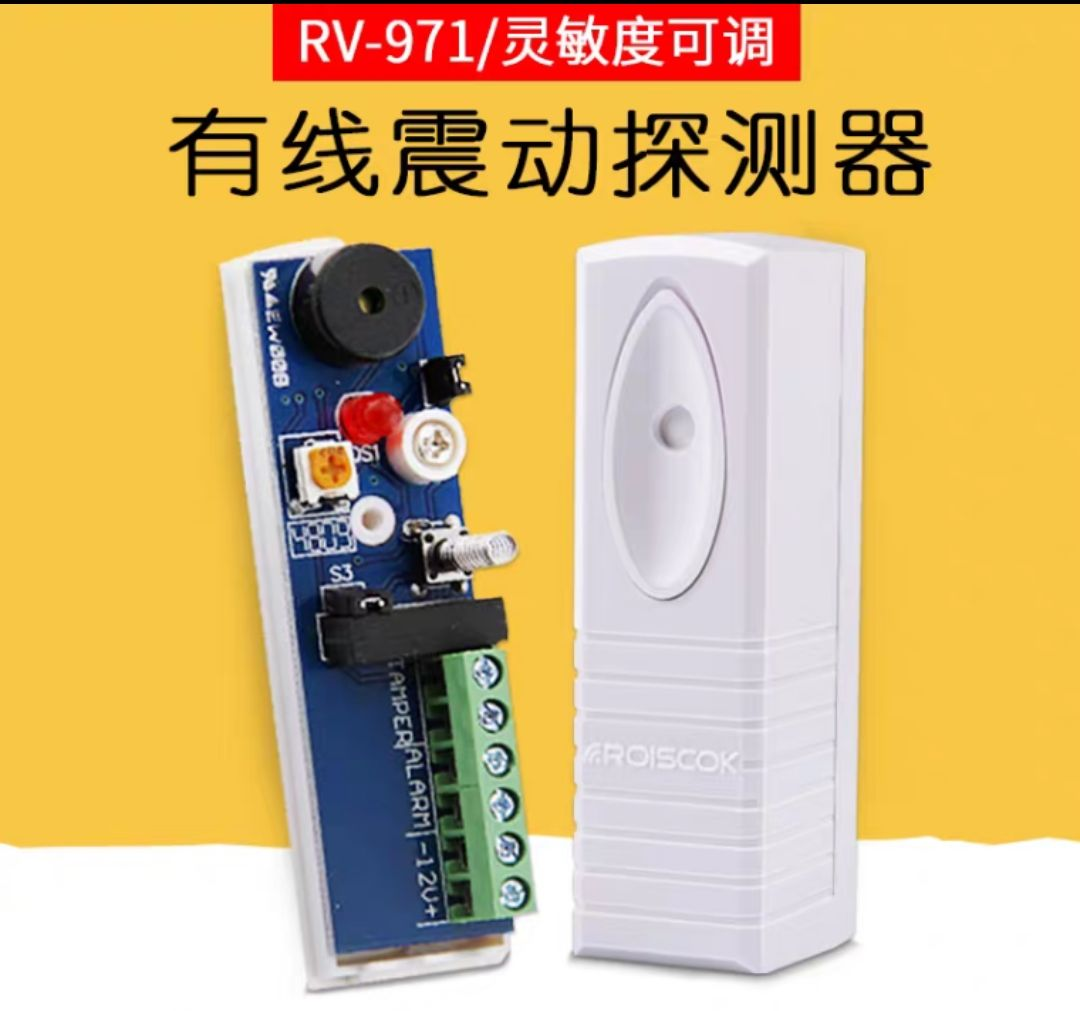 RV-971/灵敏度可调
有线震动探测器
DS1
S3
TAMPER
ALARM
-12V+
ROISCOK